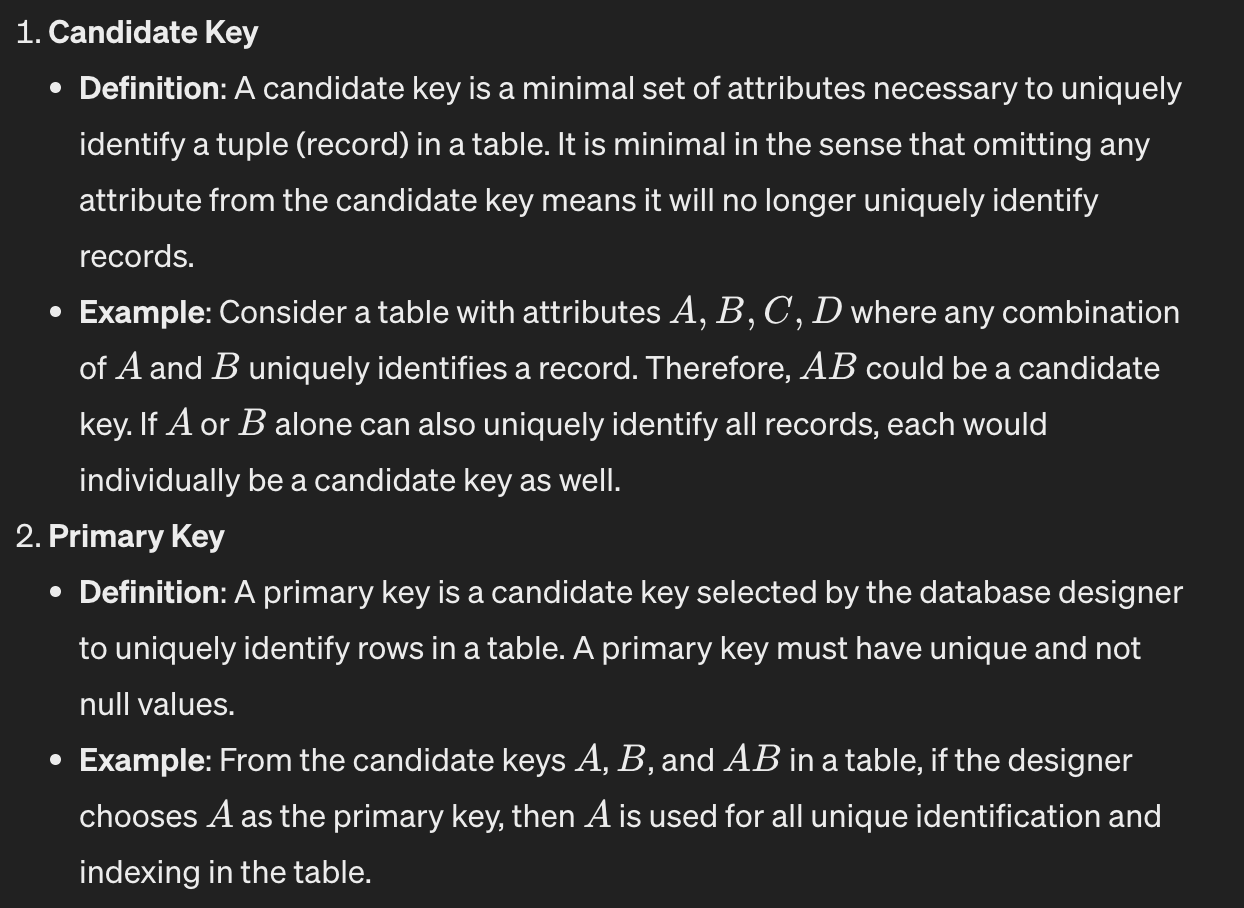 1. Candidate Key
• Definition: A candidate key is a minimal set of attributes necessary to uniquely
identify a tuple (record) in a table. It is minimal in the sense that omitting any
attribute from the candidate key means it will no longer uniquely identify
records.
• Example: Consider a table with attributes A, B, C, D where any combination
of A and B uniquely identifies a record. Therefore, AB could be a candidate
key. If A or B alone can also uniquely identify all records, each would
individually be a candidate key as well.
2. Primary Key
• Definition: A primary key is a candidate key selected by the database designer
to uniquely identify rows in a table. A primary key must have unique and not
null values.
• Example: From the candidate keys A, B, and AB in a table, if the designer
chooses A as the primary key, then A is used for all unique identification and
indexing in the table.